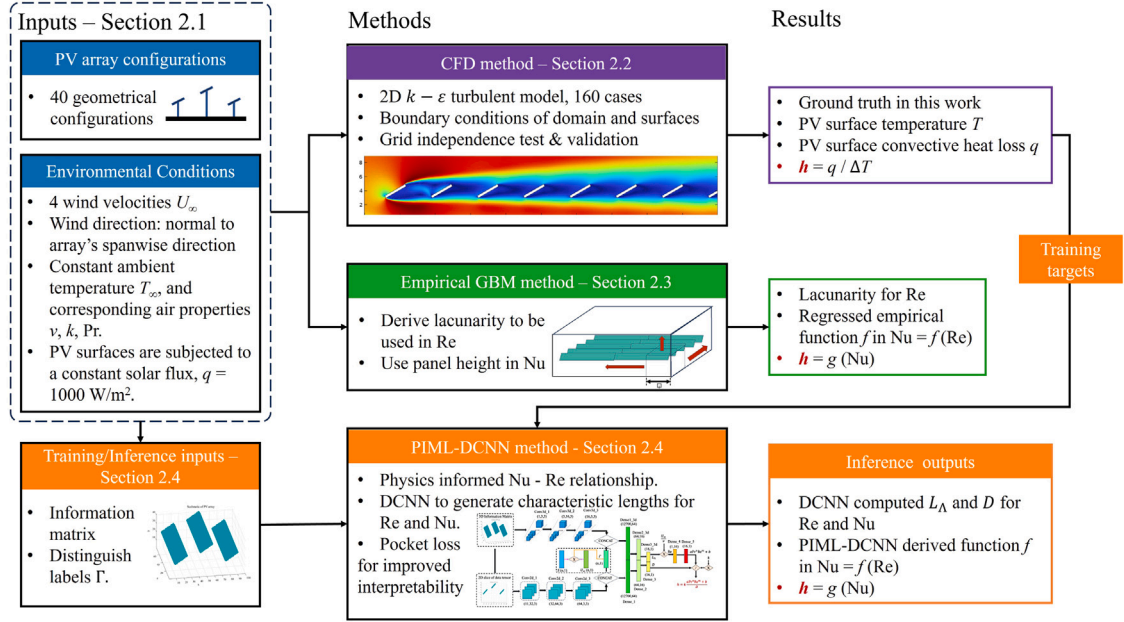 Inputs – Section 2.1
PV array configurations
• 40 geometrical
configurations
Environmental Conditions
• 4 wind velocities U∞
• Wind direction: normal to
array's spanwise direction
• Constant ambient
temperature T∞, and
corresponding air properties
ν, k, Pr.
• PV surfaces are subjected to
a constant solar flux, q =
1000 W/m².
Training/Inference inputs –
Section 2.4
• Information
matrix
• Distinguish
labels Γ.
Methods
CFD method – Section 2.2
• 2D k − ε turbulent model, 160 cases
• Boundary conditions of domain and surfaces
• Grid independence test & validation
8
6
4
2
Empirical GBM method – Section 2.3
• Derive lacunarity to be
used in Re
• Use panel height in Nu
PIML-DCNN method - Section 2.4
• Physics informed Nu - Re relationship.
• DCNN to generate characteristic lengths for
Re and Nu.
• Pocket loss
for improved
interpretability
Results
• Ground truth in this work
• PV surface temperature T
• PV surface convective heat loss q
• h = q / ΔT
Training
targets
• Lacunarity for Re
• Regressed empirical
function f in Nu = f (Re)
• h = g (Nu)
Inference outputs
• DCNN computed LΛ and D for
Re and Nu
• PIML-DCNN derived function f
in Nu = f (Re)
• h = g (Nu)